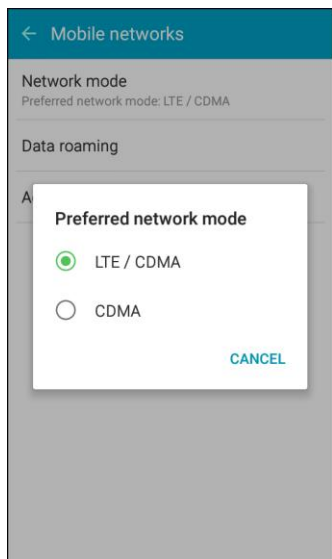 Mobile networks
Network mode
Preferred network mode: LTE / CDMA
Data roaming
A
Preferred network mode
LTE / CDMA
CDMA
CANCEL